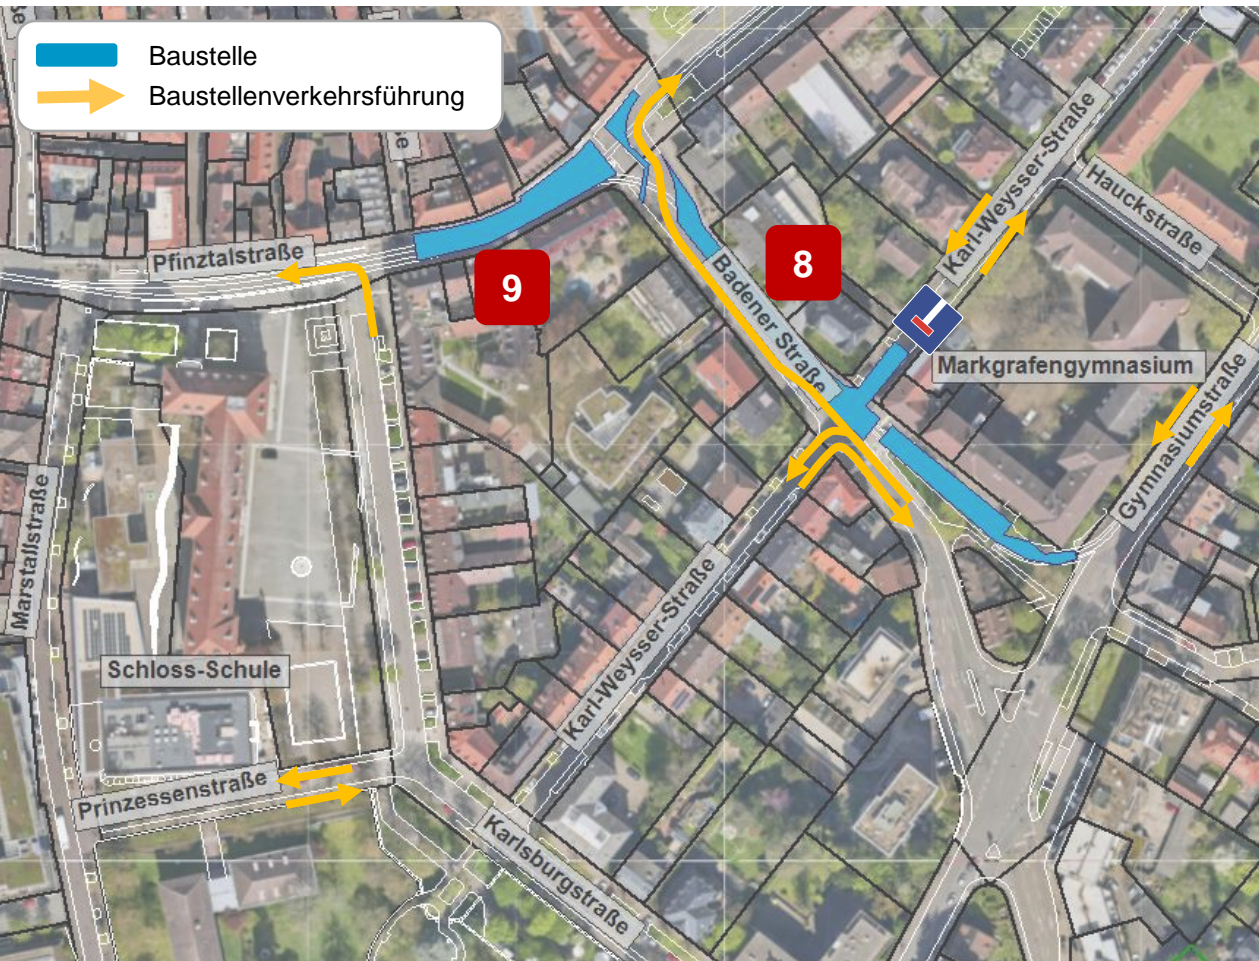 Baustelle
Baustellenverkehrsführung
Karl-Weysser-Straße
Hauckstraße
Pfinztalstraße
8
9
Badener Straße
Markgrafengymnasium
Gymnasiumstraße
Marstallstraße
Karl-Weysser-Straße
Schloss-Schule
Prinzessenstraße
Karlsburgstraße